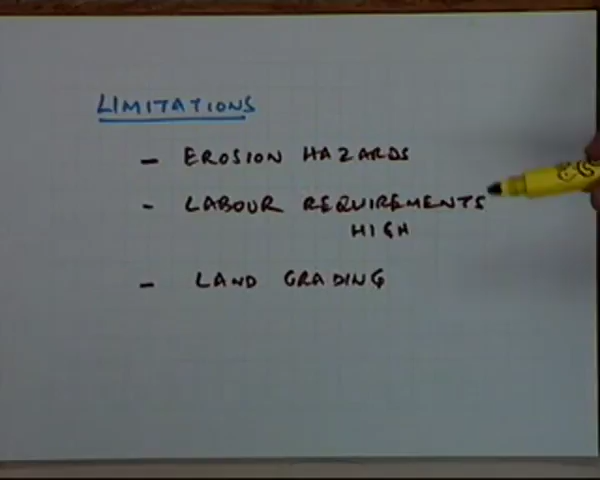 LIMITATIONS
- EROSION HAZARDS
- LABOUR REQUIREMENTS
HIGH
- LAND GRADING